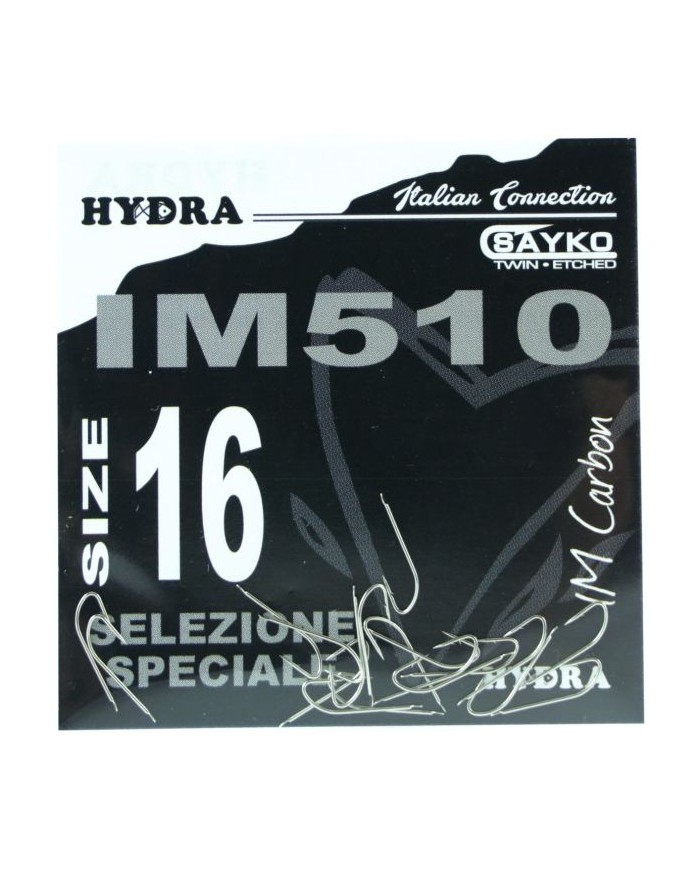 HYDRA
Italian Connection
SAYKO
TWIN • ETCHED
IM510
SIZE
16
IM Carbon
SELEZIONE
SPECIALE
HYDRA